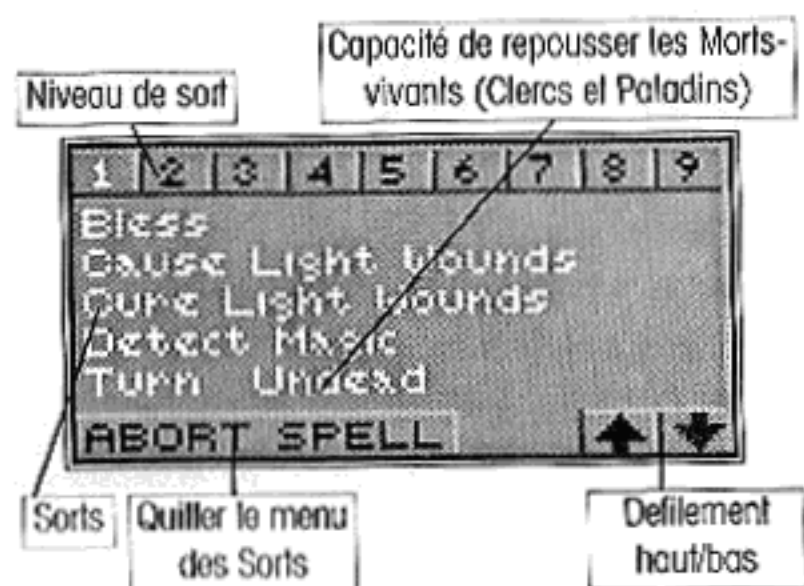 Capacité de repousser les Morts-
vivants (Clercs et Paladins)
Niveau de sort
1 2 3 4 5 6 7 8 9
Bless
Cause Light Wounds
Cure Light Wounds
Detect Magic
Turn Undead
ABORT SPELL
Sorts
Quitter le menu
des Sorts
Defilement
haut/bas